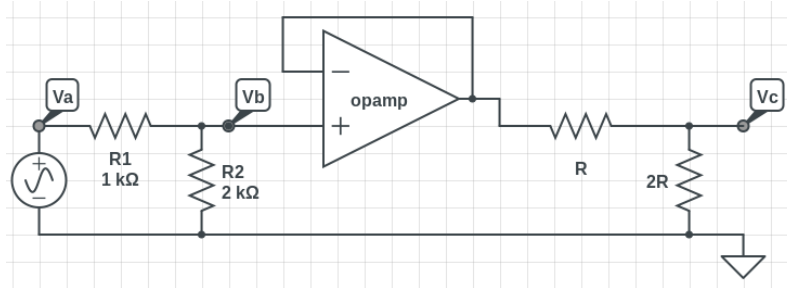 Va
Vb
Vc
−
opamp
+
R1
1 kΩ
R2
2 kΩ
R
2R
+
−